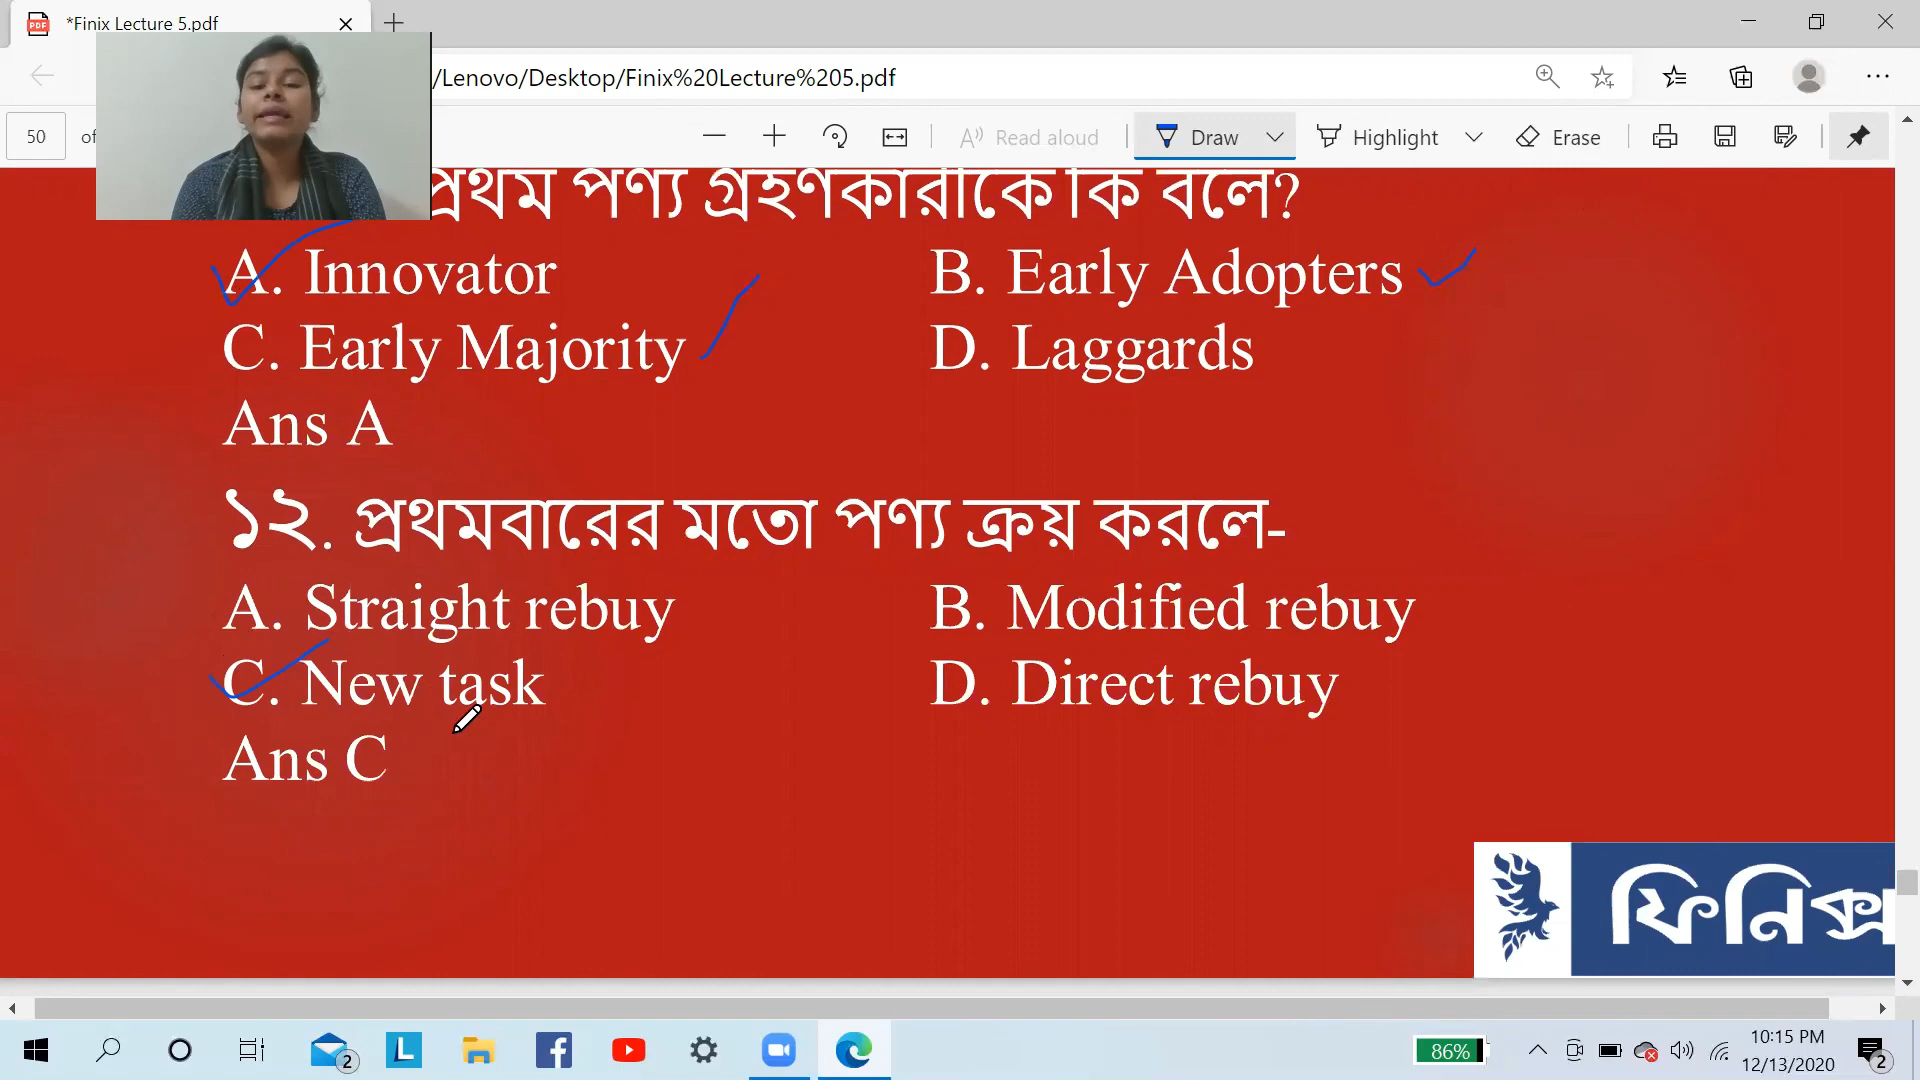 *Finix Lecture 5.pdf
/Lenovo/Desktop/Finix%20Lecture%205.pdf
50 of
Read aloud
Draw
Highlight
Erase
প্রথম পণ্য গ্রহণকারীকে কি বলে?
A. Innovator
B. Early Adopters
C. Early Majority
D. Laggards
Ans A
১২. প্রথমবারের মতো পণ্য ক্রয় করলে-
A. Straight rebuy
B. Modified rebuy
C. New task
D. Direct rebuy
Ans C
ফিনিক্স
2
L
86%
10:15 PM
12/13/2020
2